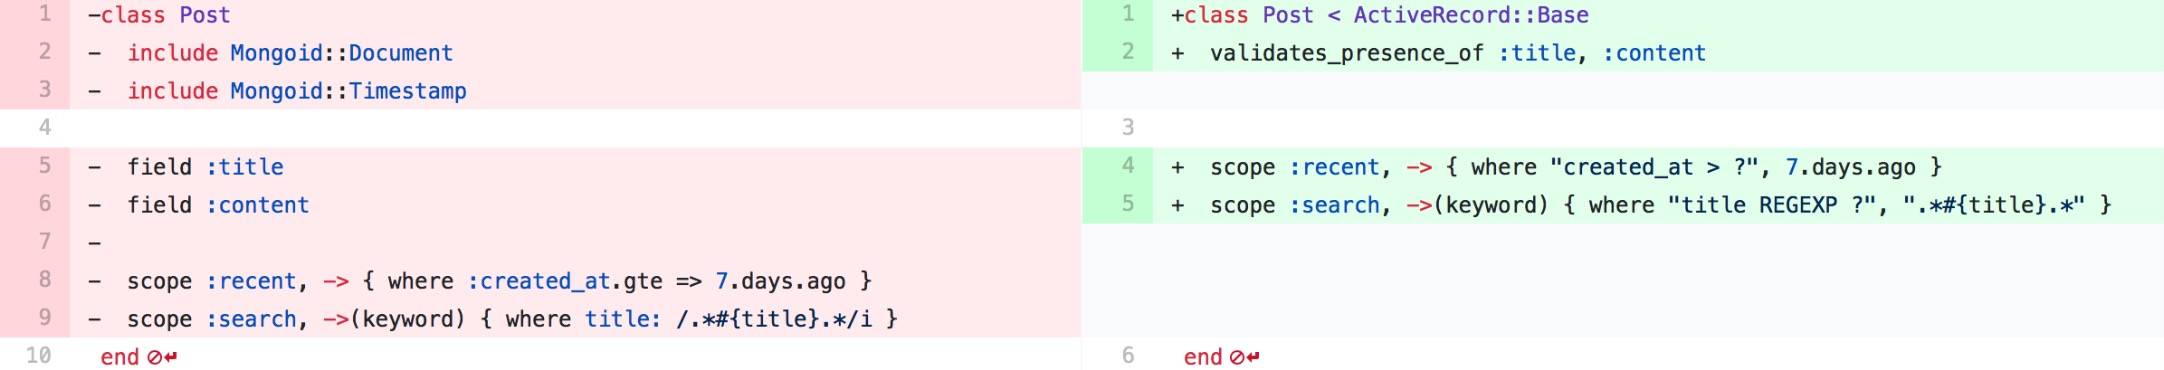 1 -class Post
2 -  include Mongoid::Document
3 -  include Mongoid::Timestamp
4
5 -  field :title
6 -  field :content
7 -
8 -  scope :recent, -> { where :created_at.gte => 7.days.ago }
9 -  scope :search, ->(keyword) { where title: /.*#{title}.*/i }
10 end
1 +class Post < ActiveRecord::Base
2 +  validates_presence_of :title, :content
3
4 +  scope :recent, -> { where "created_at > ?", 7.days.ago }
5 +  scope :search, ->(keyword) { where "title REGEXP ?", ".*#{title}.*" }
6 end